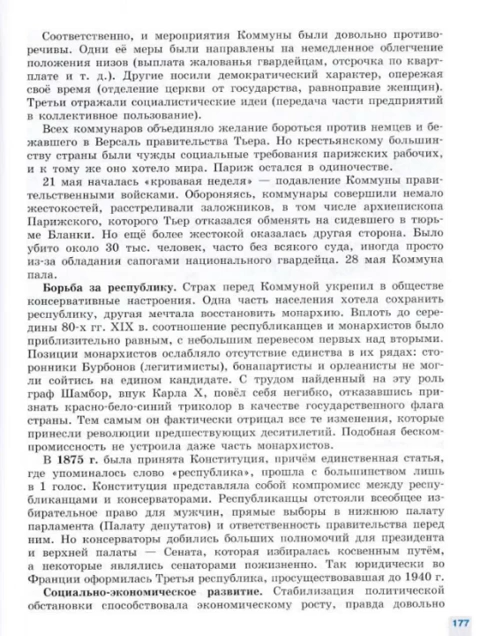 Соответственно, и мероприятия Коммуны были довольно противо-
речивы. Одни её меры были направлены на немедленное облегчение
положения низов (выплата жалованья гвардейцам, отсрочка по кварт-
плате и т. д.). Другие носили демократический характер, опережая
своё время (отделение церкви от государства, равноправие женщин).
Третьи отражали социалистические идеи (передача части предприятий
в коллективное пользование).
Всех коммунаров объединяло желание бороться против немцев и бе-
жавшего в Версаль правительства Тьера. Но крестьянскому большин-
ству страны были чужды социальные требования парижских рабочих,
и к тому же оно хотело мира. Париж остался в одиночестве.
21 мая началась «кровавая неделя» — подавление Коммуны прави-
тельственными войсками. Обороняясь, коммунары совершили немало
жестокостей, расстреливали заложников, в том числе архиепископа
Парижского, которого Тьер отказался обменять на сидевшего в тюрь-
ме Бланки. Но ещё более жестокой оказалась другая сторона. Было
убито около 30 тыс. человек, часто без всякого суда, иногда просто
из-за обладания сапогами национального гвардейца. 28 мая Коммуна
пала.
Борьба за республику. Страх перед Коммуной укрепил в обществе
консервативные настроения. Одна часть населения хотела сохранить
республику, другая мечтала восстановить монархию. Вплоть до сере-
дины 80-х гг. XIX в. соотношение республиканцев и монархистов было
приблизительно равным, с небольшим перевесом первых над вторыми.
Позиции монархистов ослабляло отсутствие единства в их рядах: сто-
ронники Бурбонов (легитимисты), бонапартисты и орлеанисты не мог-
ли сойтись на едином кандидате. С трудом найденный на эту роль
граф Шамбор, внук Карла X, повёл себя негибко, отказавшись при-
знать красно-бело-синий триколор в качестве государственного флага
страны. Тем самым он фактически отрицал все те изменения, которые
принесли революции предшествующих десятилетий. Подобная беском-
промиссность не устроила даже часть монархистов.
В 1875 г. была принята Конституция, причём единственная статья,
где упоминалось слово «республика», прошла с большинством лишь
в 1 голос. Конституция представляла собой компромисс между респу-
бликанцами и консерваторами. Республиканцы отстояли всеобщее из-
бирательное право для мужчин, прямые выборы в нижнюю палату
парламента (Палату депутатов) и ответственность правительства перед
ним. Но консерваторы добились больших полномочий для президента
и верхней палаты — Сената, которая избиралась косвенным путём,
а некоторые являлись сенаторами пожизненно. Так юридически во
Франции оформилась Третья республика, просуществовавшая до 1940 г.
Социально-экономическое развитие. Стабилизация политической
обстановки способствовала экономическому росту, правда довольно
177